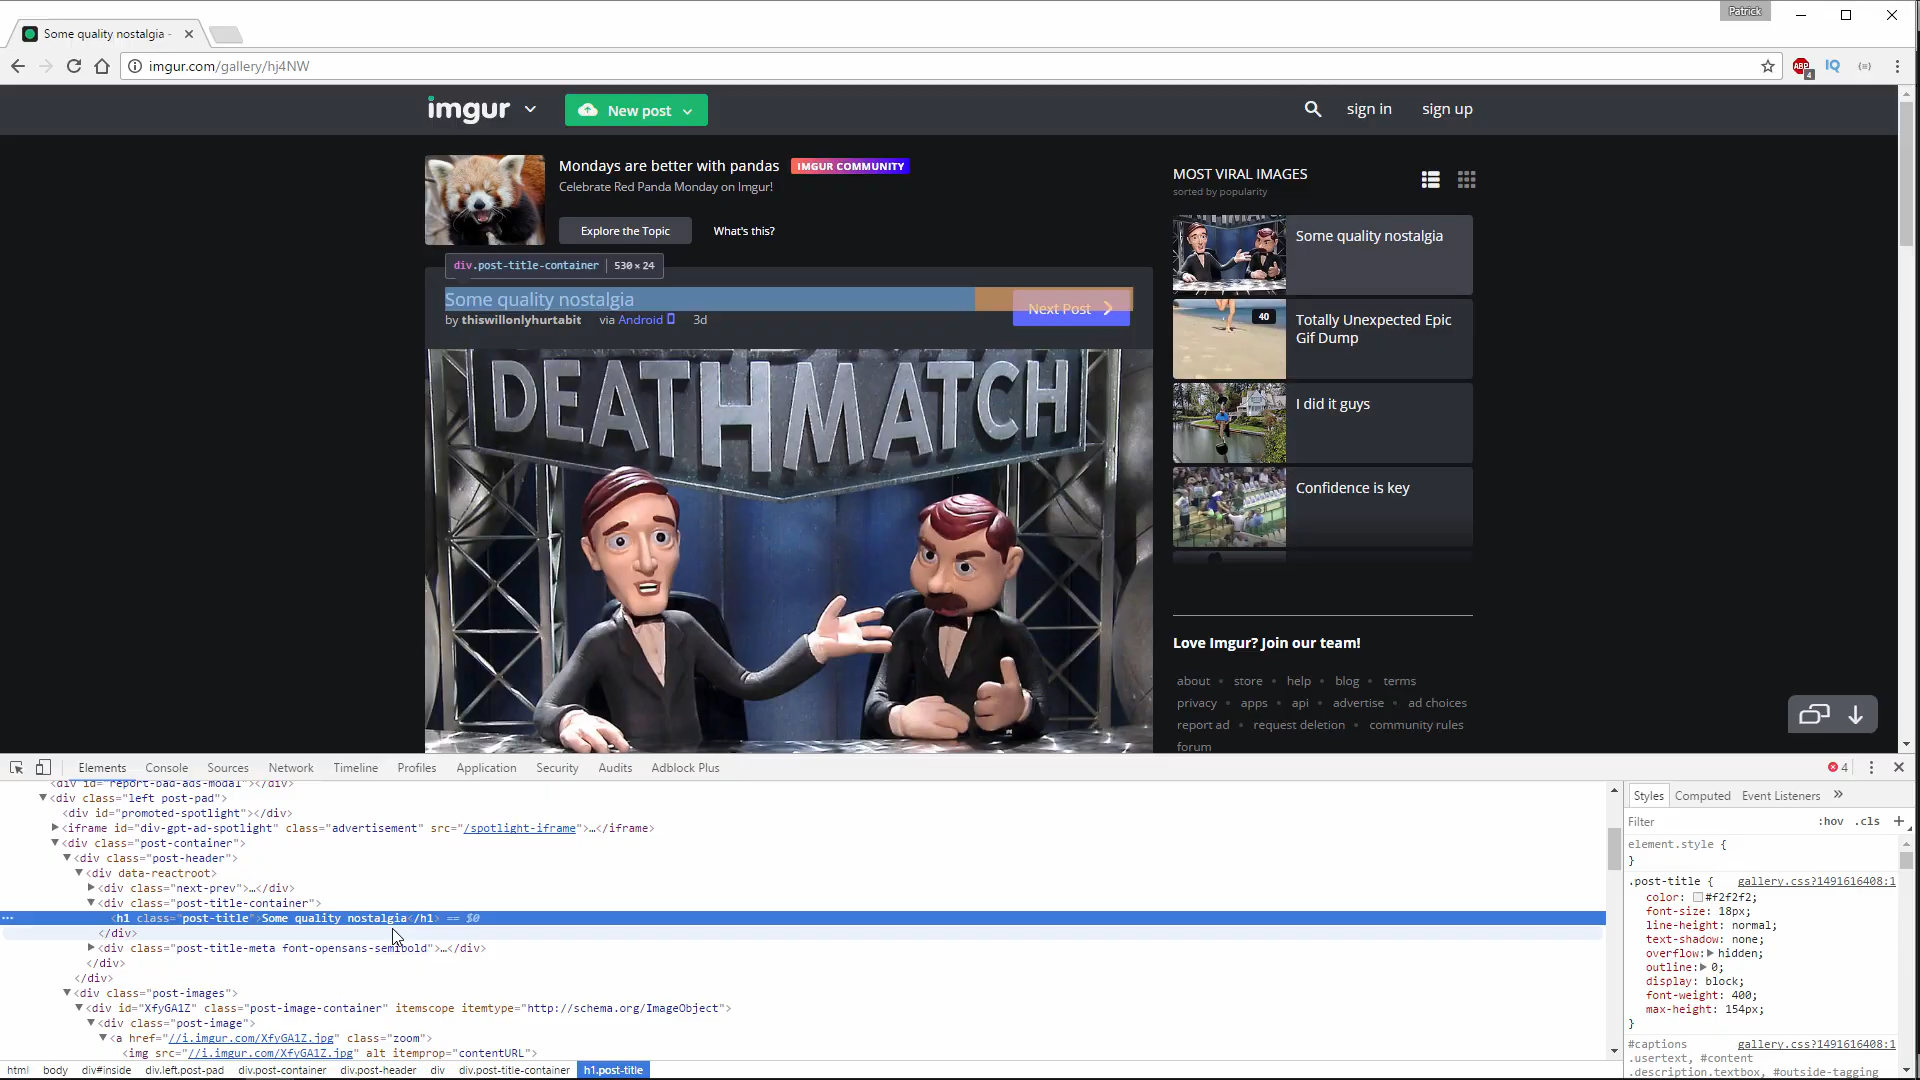 Patrick
Some quality nostalgia -
imgur.com/gallery/hj4NW
ABP
4
IQ
imgur
New post
sign in
sign up
Mondays are better with pandas
IMGUR COMMUNITY
Celebrate Red Panda Monday on Imgur!
Explore the Topic
What's this?
div.post-title-container | 530 × 24
Some quality nostalgia
by thiswillonlyhurtabit via Android 3d
Next Post
DEATHMATCH
MOST VIRAL IMAGES
sorted by popularity
Some quality nostalgia
40
Totally Unexpected Epic
Gif Dump
I did it guys
Confidence is key
Love Imgur? Join our team!
about • store • help • blog • terms
privacy • apps • api • advertise • ad choices
report ad • request deletion • community rules
forum
Elements Console Sources Network Timeline Profiles Application Security Audits Adblock Plus
4
<div id="report-pad-ads-modal"></div>
<div class="left post-pad">
<div id="promoted-spotlight"></div>
<iframe id="div-gpt-ad-spotlight" class="advertisement" src="/spotlight-iframe">…</iframe>
<div class="post-container">
<div class="post-header">
<div data-reactroot>
<div class="next-prev">…</div>
<div class="post-title-container">
<h1 class="post-title">Some quality nostalgia</h1> == $0
</div>
<div class="post-title-meta font-opensans-semibold">…</div>
</div>
</div>
<div class="post-images">
<div id="XfyGA1Z" class="post-image-container" itemscope itemtype="http://schema.org/ImageObject">
<div class="post-image">
<a href="//i.imgur.com/XfyGA1Z.jpg" class="zoom">
<img src="//i.imgur.com/XfyGA1Z.jpg" alt itemprop="contentURL">
html body div#inside div.left.post-pad div.post-container div.post-header div div.post-title-container h1.post-title
Styles Computed Event Listeners »
Filter :hov .cls +
element.style {
}
.post-title { gallery.css?1491616408:1
color: #f2f2f2;
font-size: 18px;
line-height: normal;
text-shadow: none;
overflow: hidden;
outline: 0;
display: block;
font-weight: 400;
max-height: 154px;
}
#captions gallery.css?1491616408:1
.usertext, #content
.description.textbox, #outside-tagging